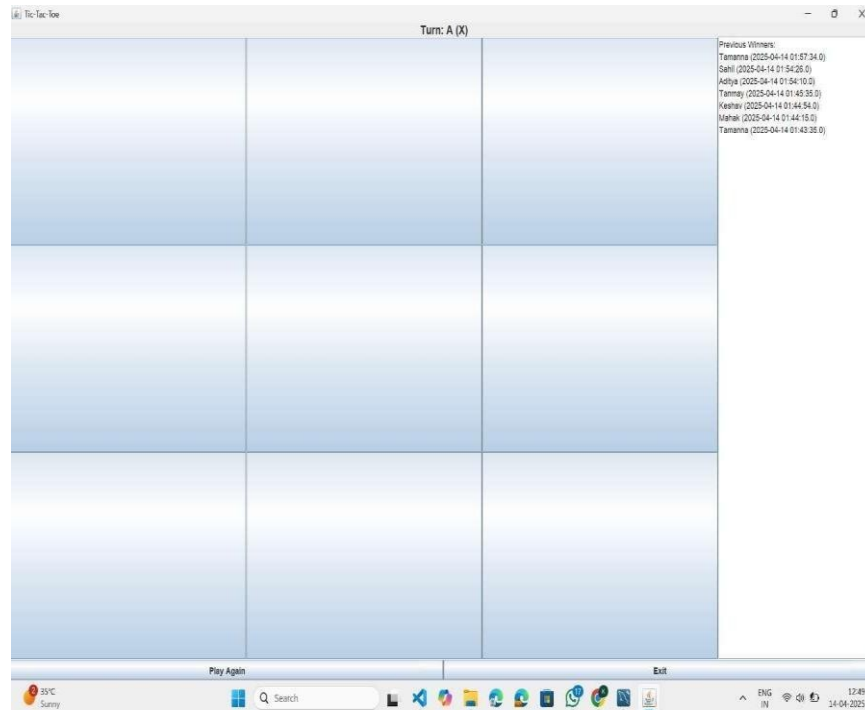 Tic-Tac-Toe
Turn: A (X)
Previous Winners:
Tamanna (2025-04-14 01:57:34.0)
Sahil (2025-04-14 01:54:26.0)
Aditya (2025-04-14 01:54:10.0)
Tanmay (2025-04-14 01:45:35.0)
Keshav (2025-04-14 01:44:54.0)
Mahak (2025-04-14 01:44:15.0)
Tamanna (2025-04-14 01:43:35.0)
Play Again
Exit
2
35°C
Sunny
Search
17
ENG
IN
12:49
14-04-2025